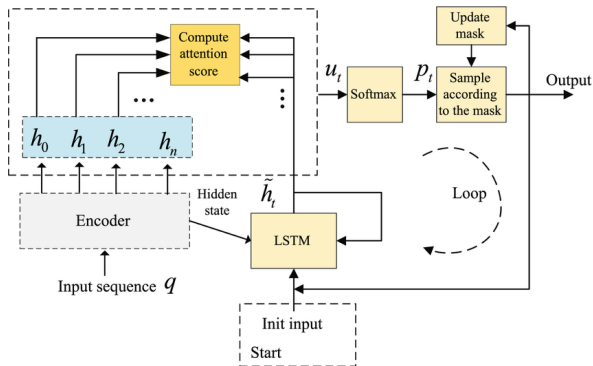 Compute
attention
score
Update
mask
u_t
Softmax
p_t
Sample
according
to the mask
Output
...
...
h_0 h_1 h_2 h_n
Hidden
state
h̃_t
Loop
Encoder
LSTM
Input sequence q
Init input
Start